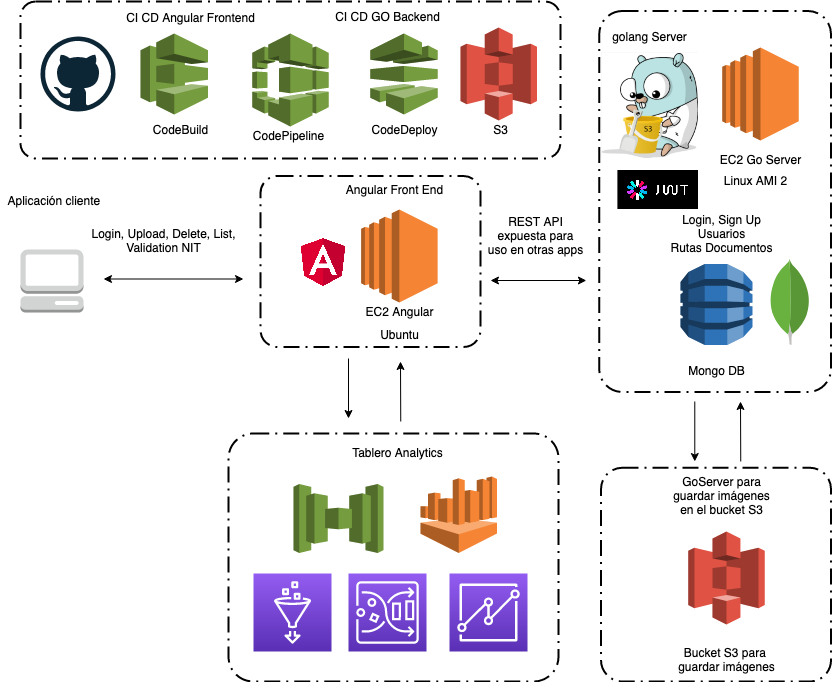 CI CD Angular Frontend
CI CD GO Backend
CodeBuild
CodePipeline
CodeDeploy
S3
golang Server
S3
EC2 Go Server
Linux AMI 2
JWT
Login, Sign Up
Usuarios
Rutas Documentos
Mongo DB
Aplicación cliente
Login, Upload, Delete, List,
Validation NIT
Angular Front End
A
EC2 Angular
Ubuntu
REST API
expuesta para
uso en otras apps
Tablero Analytics
GoServer para
guardar imágenes
en el bucket S3
Bucket S3 para
guardar imágenes